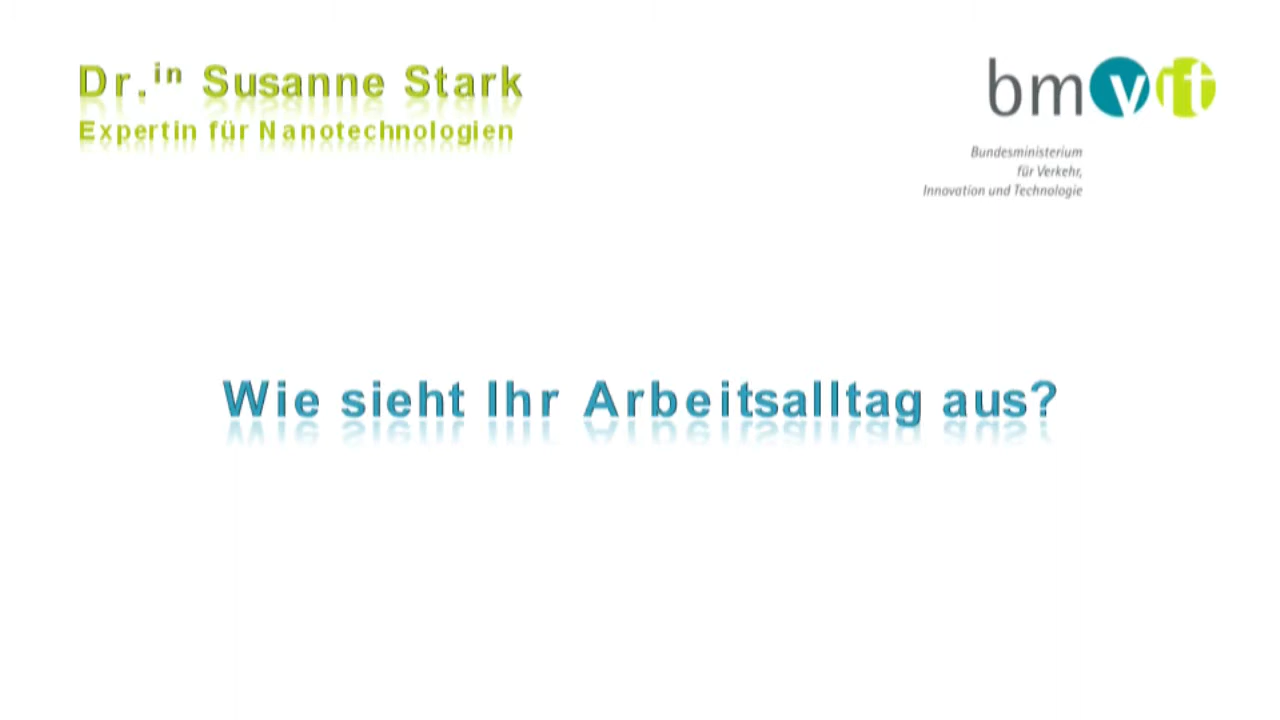 Dr.in Susanne Stark
Expertin für Nanotechnologien
bmvit
Bundesministerium
für Verkehr,
Innovation und Technologie
Wie sieht Ihr Arbeitsalltag aus?